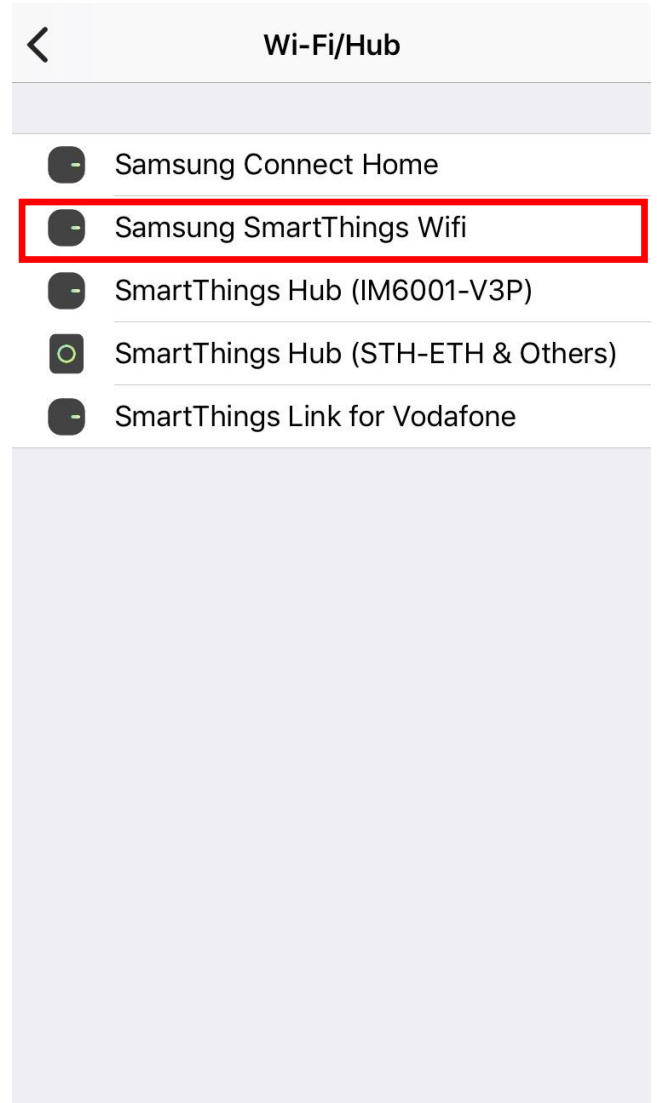 Wi-Fi/Hub
Samsung Connect Home
Samsung SmartThings Wifi
SmartThings Hub (IM6001-V3P)
SmartThings Hub (STH-ETH & Others)
SmartThings Link for Vodafone